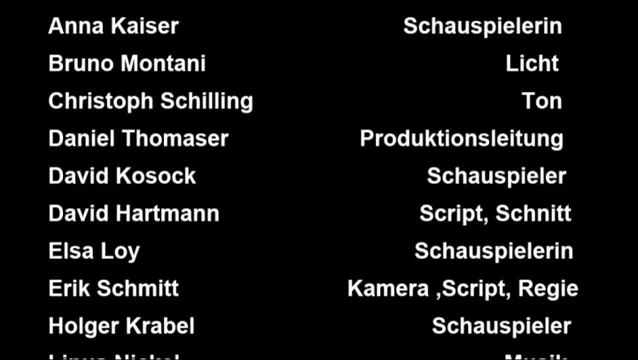 Anna Kaiser Schauspielerin
Bruno Montani Licht
Christoph Schilling Ton
Daniel Thomaser Produktionsleitung
David Kosock Schauspieler
David Hartmann Script, Schnitt
Elsa Loy Schauspielerin
Erik Schmitt Kamera ,Script, Regie
Holger Krabel Schauspieler
Musik